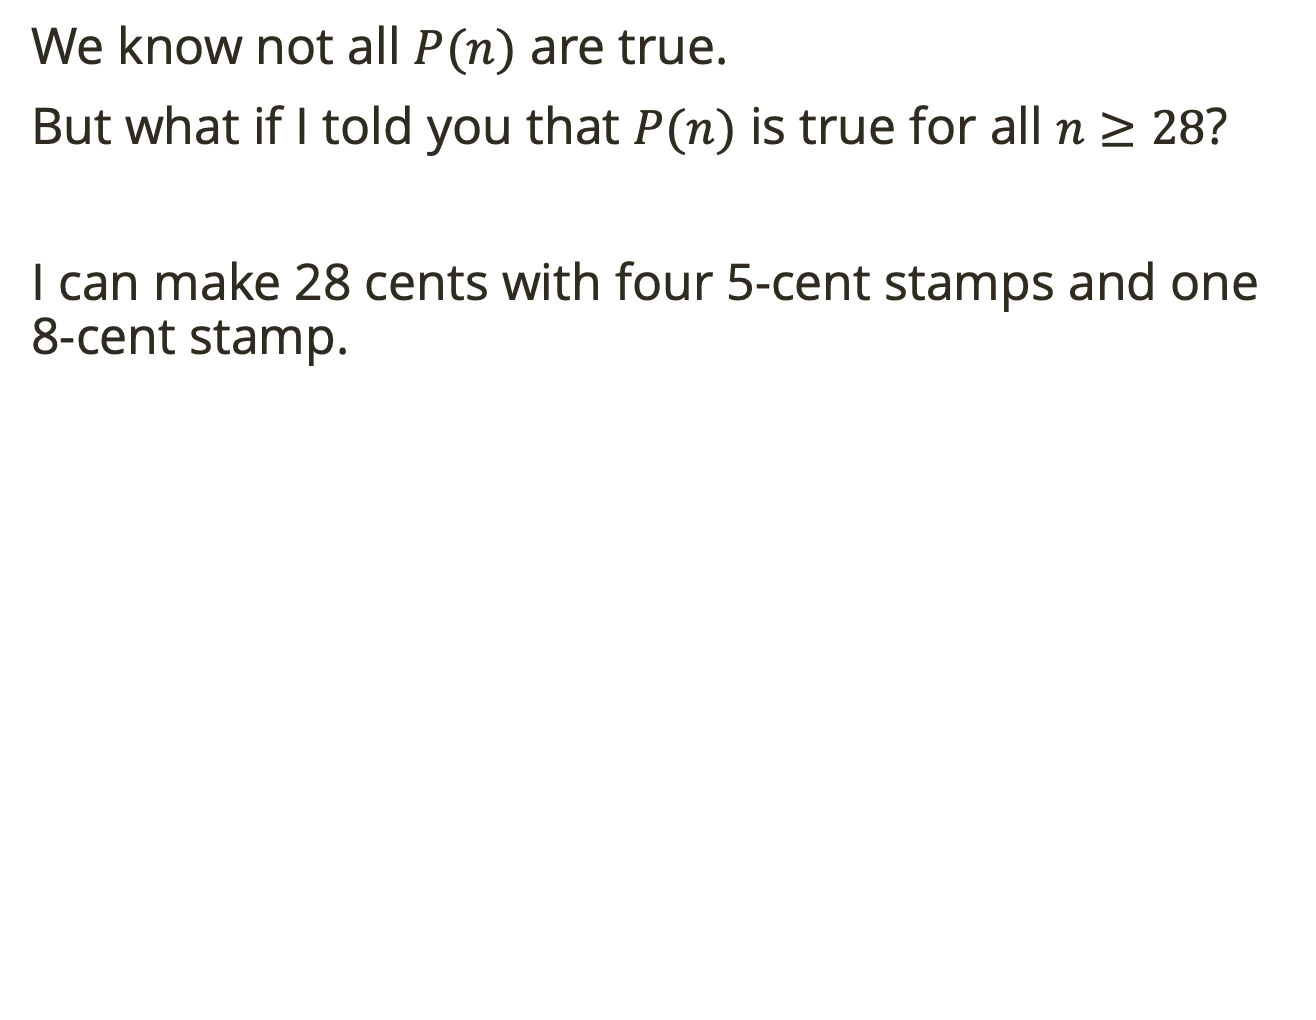 We know not all P(n) are true.
But what if I told you that P(n) is true for all n ≥ 28?
I can make 28 cents with four 5-cent stamps and one
8-cent stamp.